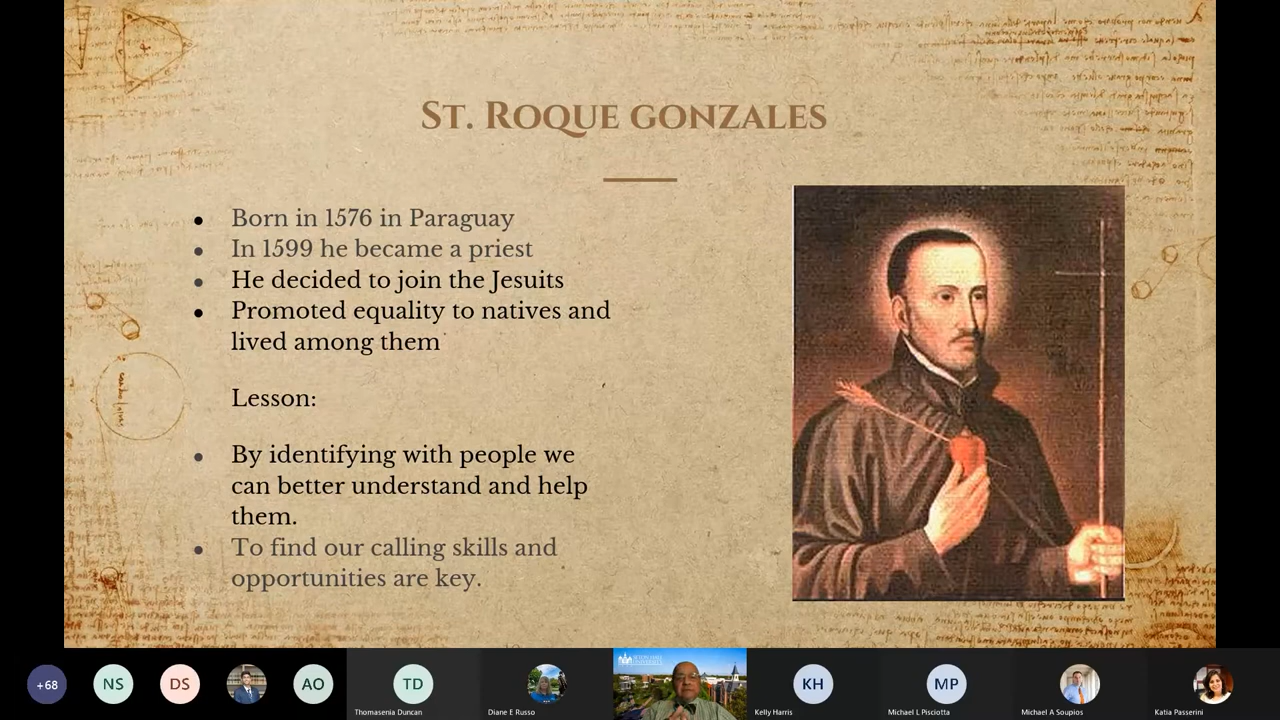 St. Roque gonzales
Born in 1576 in Paraguay
In 1599 he became a priest
He decided to join the Jesuits
Promoted equality to natives and
lived among them
Lesson:
By identifying with people we
can better understand and help
them.
To find our calling skills and
opportunities are key.
+68
NS
DS
AO
TD
Thomasenia Duncan
Diane E Russo
KH
Kelly Harris
MP
Michael L Pisciotta
Michael A Soupios
Katia Passerini